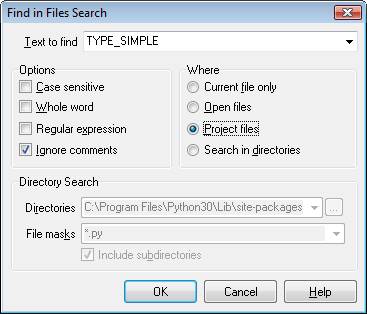 Find in Files Search
Text to find TYPE_SIMPLE
Options
Case sensitive
Whole word
Regular expression
Ignore comments
Where
Current file only
Open files
Project files
Search in directories
Directory Search
Directories C:\Program Files\Python30\Lib\site-packages ...
File masks *.py
Include subdirectories
OK Cancel Help